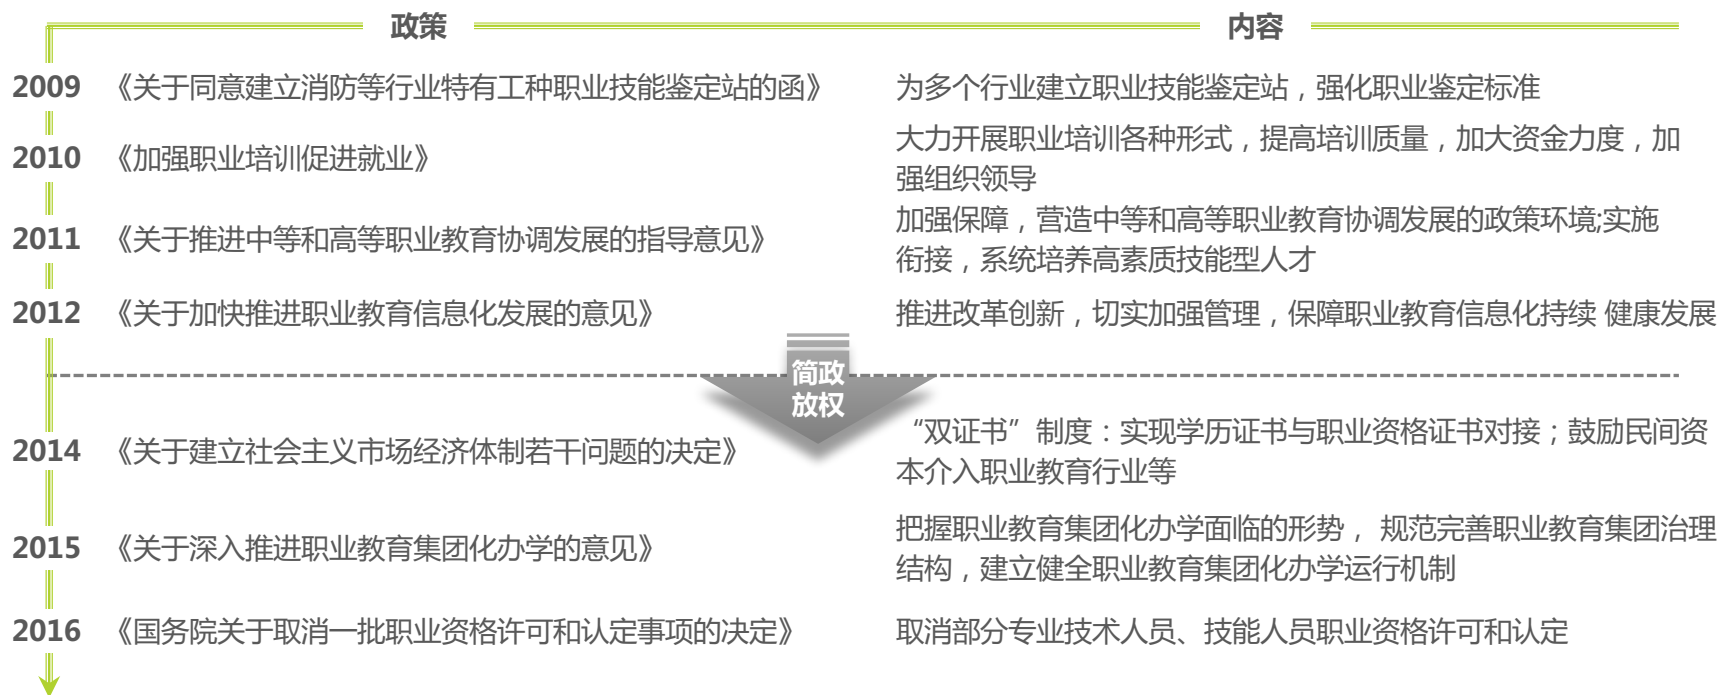 政策 内容
2009 《关于同意建立消防等行业特有工种职业技能鉴定站的函》 为多个行业建立职业技能鉴定站，强化职业鉴定标准
2010 《加强职业培训促进就业》 大力开展职业培训各种形式，提高培训质量，加大资金力度，加
强组织领导
2011 《关于推进中等和高等职业教育协调发展的指导意见》 加强保障，营造中等和高等职业教育协调发展的政策环境;实施
衔接，系统培养高素质技能型人才
2012 《关于加快推进职业教育信息化发展的意见》 推进改革创新，切实加强管理，保障职业教育信息化持续 健康发展
简政
放权
2014 《关于建立社会主义市场经济体制若干问题的决定》 “双证书”制度：实现学历证书与职业资格证书对接；鼓励民间资
本介入职业教育行业等
2015 《关于深入推进职业教育集团化办学的意见》 把握职业教育集团化办学面临的形势， 规范完善职业教育集团治理
结构，建立健全职业教育集团化办学运行机制
2016 《国务院关于取消一批职业资格许可和认定事项的决定》 取消部分专业技术人员、技能人员职业资格许可和认定